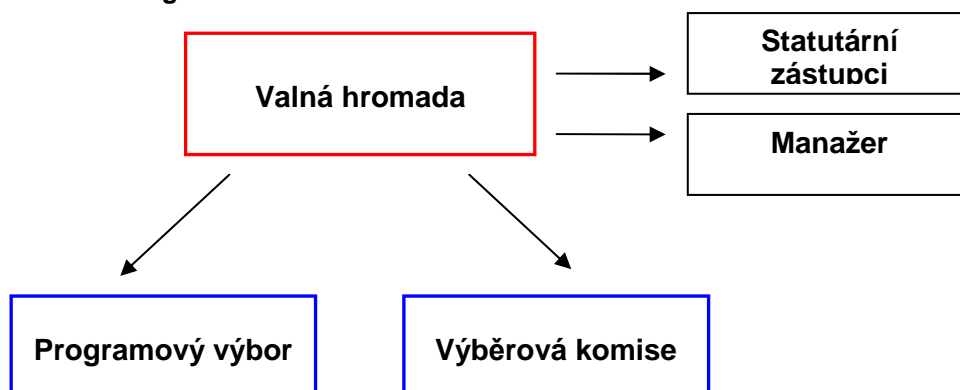 Statutární
zástupci
Valná hromada
Manažer
Programový výbor
Výběrová komise